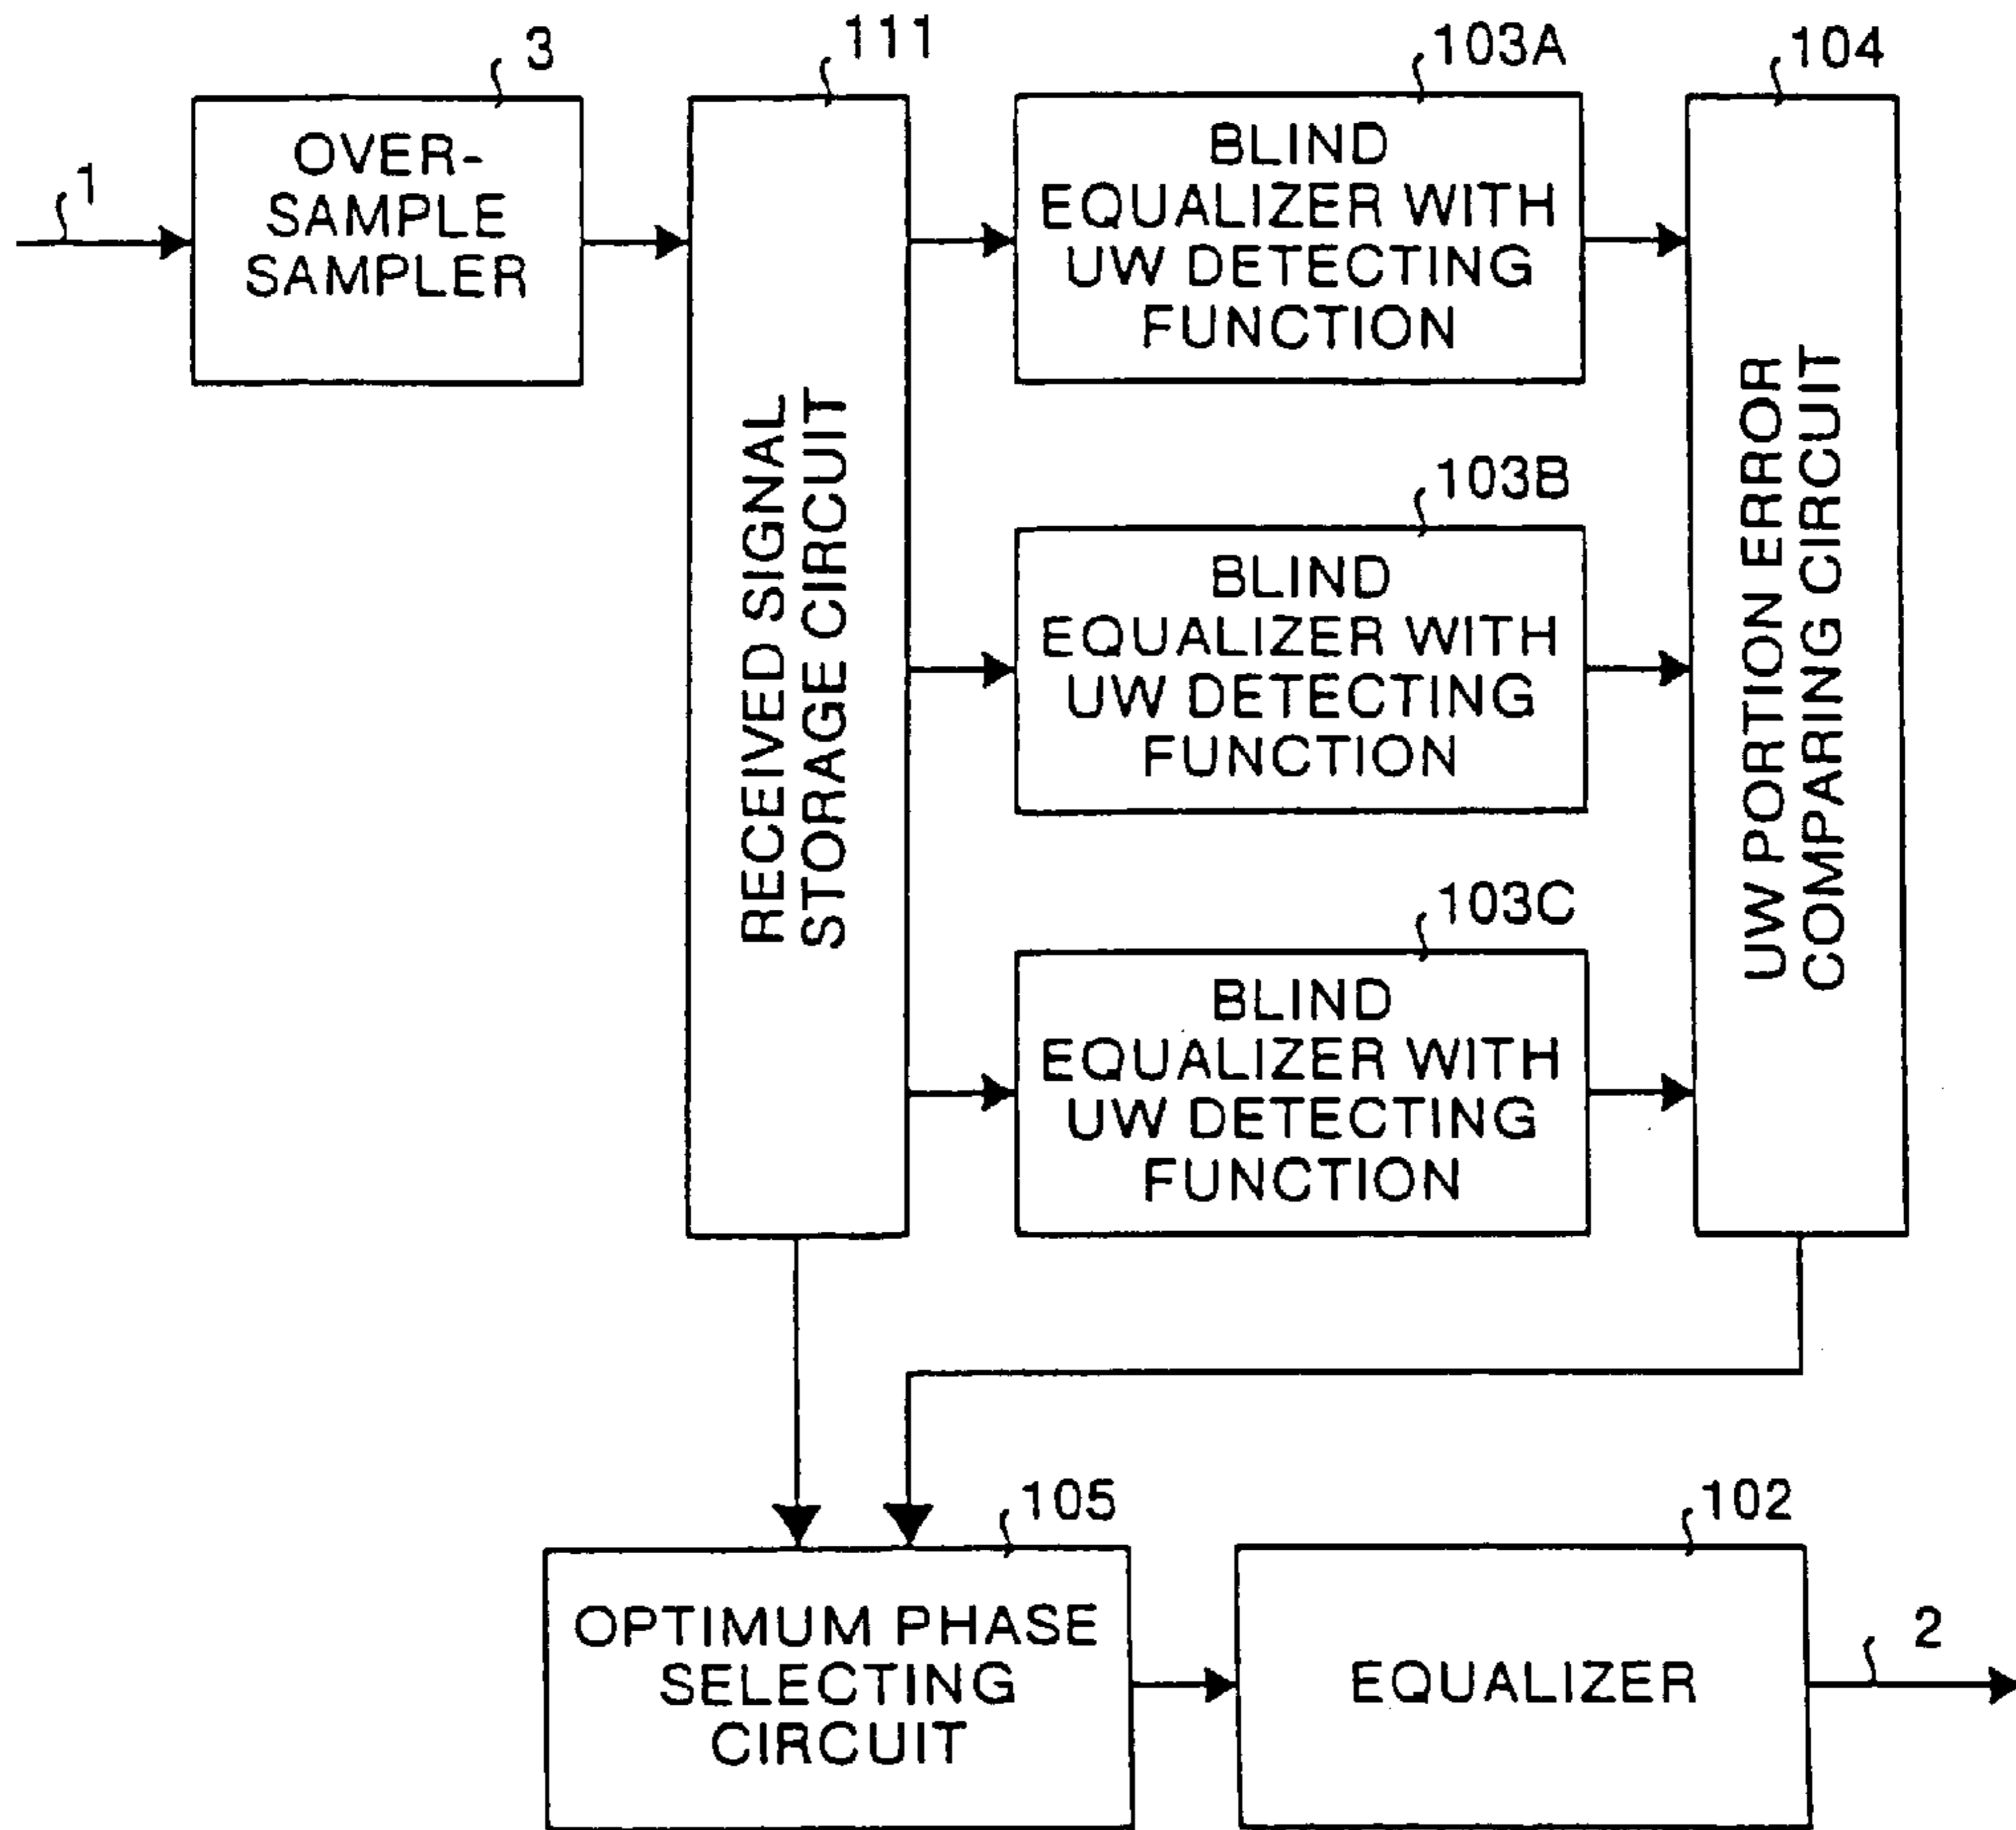 1
3
OVER-
SAMPLE
SAMPLER
111
RECEIVED SIGNAL
STORAGE CIRCUIT
103A
BLIND
EQUALIZER WITH
UW DETECTING
FUNCTION
103B
BLIND
EQUALIZER WITH
UW DETECTING
FUNCTION
103C
BLIND
EQUALIZER WITH
UW DETECTING
FUNCTION
104
UW PORTION ERROR
COMPARING CIRCUIT
105
OPTIMUM PHASE
SELECTING
CIRCUIT
102
EQUALIZER
2